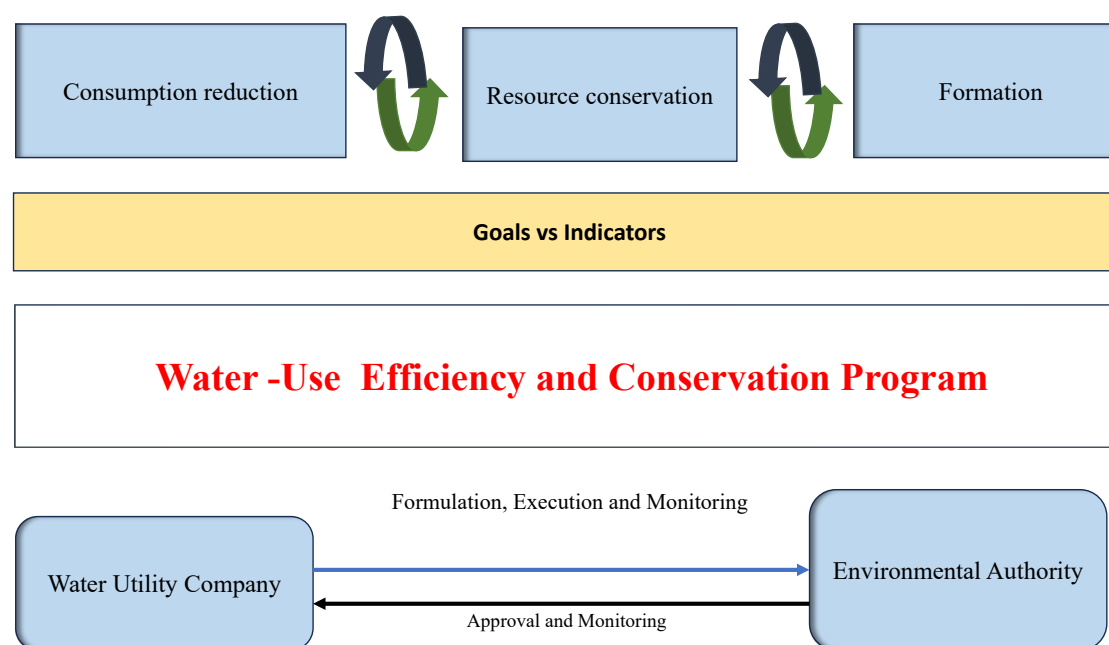 Consumption reduction
Resource conservation
Formation
Goals vs Indicators
Water -Use Efficiency and Conservation Program
Formulation, Execution and Monitoring
Water Utility Company
Environmental Authority
Approval and Monitoring